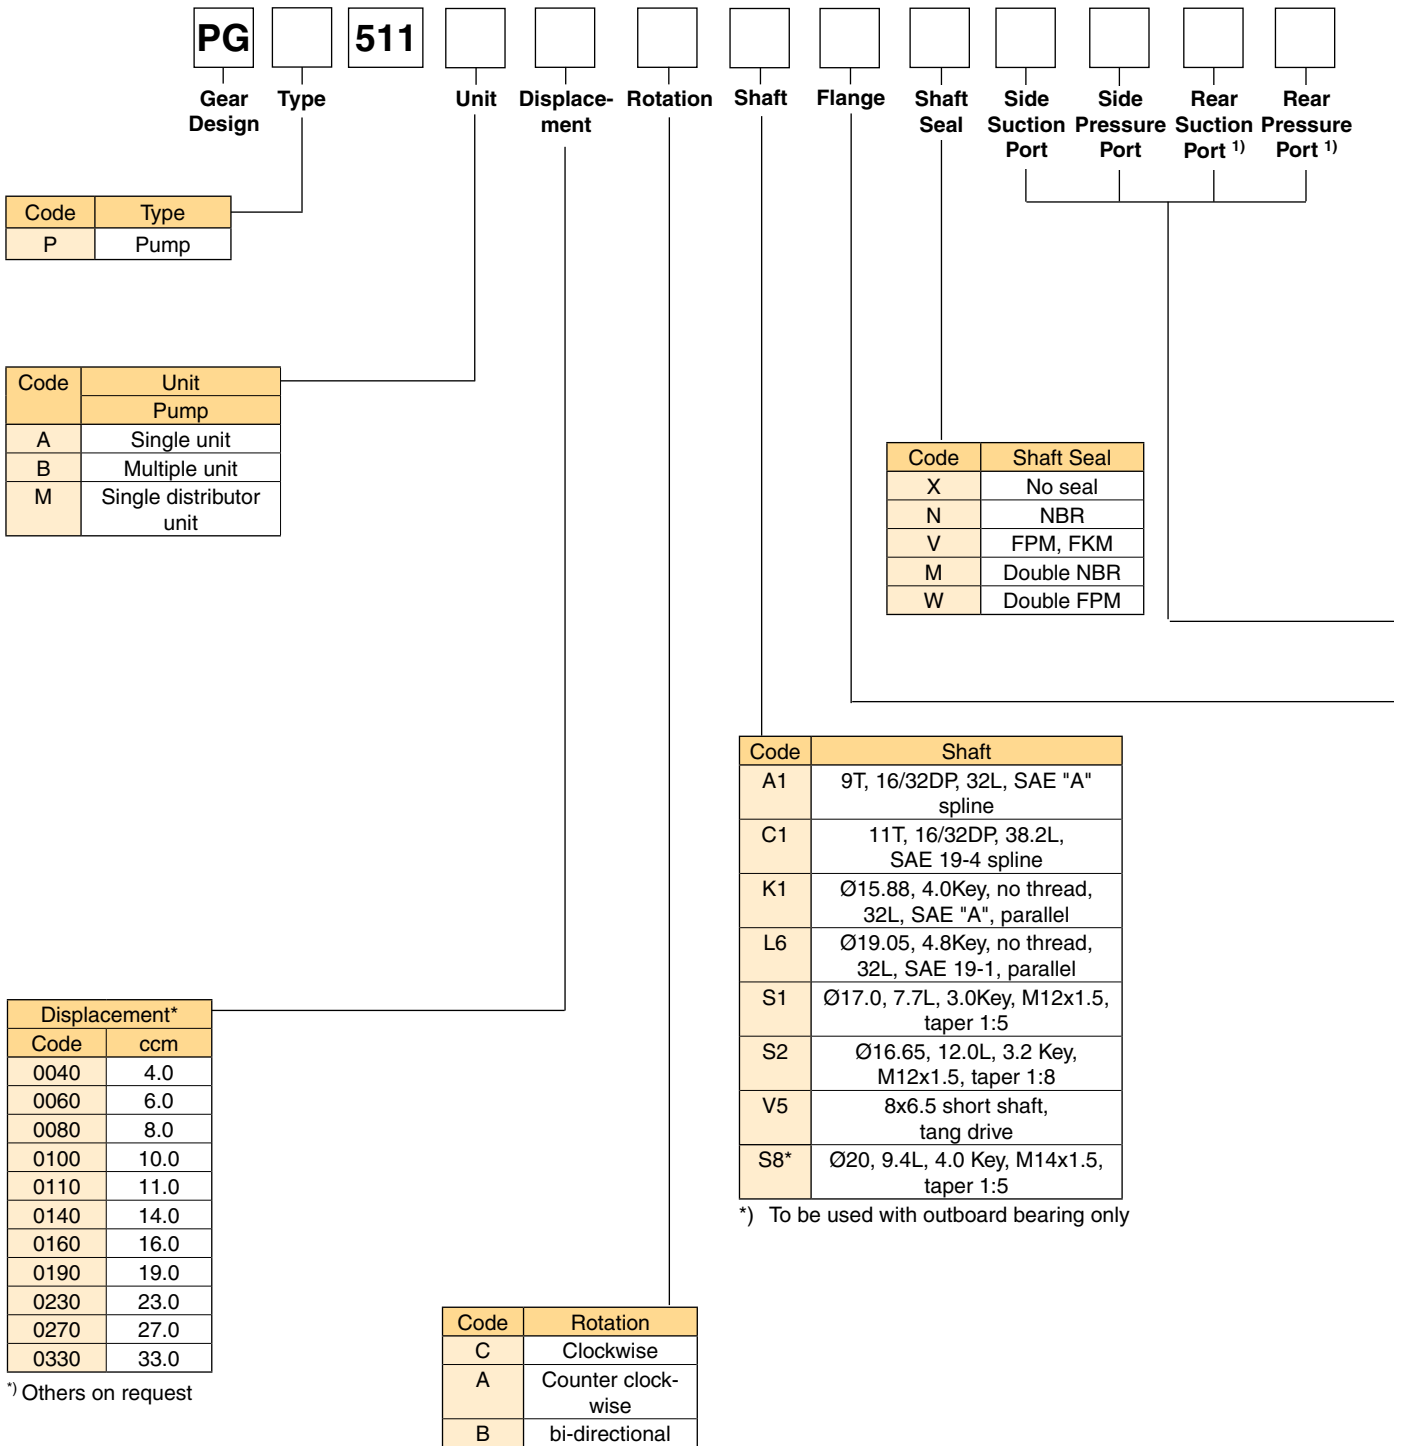 PG 511
Gear Design
Type
Unit
Displace-
ment
Rotation
Shaft
Flange
Shaft
Seal
Side
Suction
Port
Side
Pressure
Port
Rear
Suction
Port 1)
Rear
Pressure
Port 1)
Code Type
P Pump
Code Unit
Pump
A Single unit
B Multiple unit
M Single distributor
unit
Code Shaft Seal
X No seal
N NBR
V FPM, FKM
M Double NBR
W Double FPM
Code Shaft
A1 9T, 16/32DP, 32L, SAE "A"
spline
C1 11T, 16/32DP, 38.2L,
SAE 19-4 spline
K1 Ø15.88, 4.0Key, no thread,
32L, SAE "A", parallel
L6 Ø19.05, 4.8Key, no thread,
32L, SAE 19-1, parallel
S1 Ø17.0, 7.7L, 3.0Key, M12x1.5,
taper 1:5
S2 Ø16.65, 12.0L, 3.2 Key,
M12x1.5, taper 1:8
V5 8x6.5 short shaft,
tang drive
S8* Ø20, 9.4L, 4.0 Key, M14x1.5,
taper 1:5
*) To be used with outboard bearing only
Displacement*
Code ccm
0040 4.0
0060 6.0
0080 8.0
0100 10.0
0110 11.0
0140 14.0
0160 16.0
0190 19.0
0230 23.0
0270 27.0
0330 33.0
*) Others on request
Code Rotation
C Clockwise
A Counter clock-
wise
B bi-directional